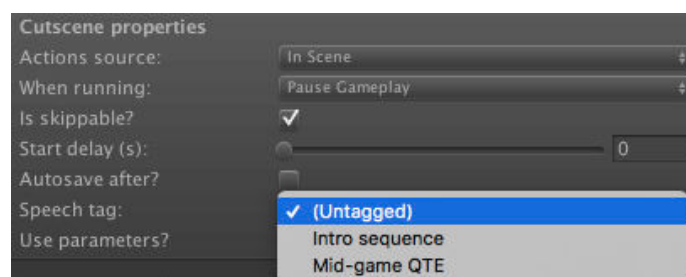 Cutscene properties
Actions source: In Scene
When running: Pause Gameplay
Is skippable?
Start delay (s): 0
Autosave after?
Speech tag: (Untagged)
Use parameters? Intro sequence
Mid-game QTE